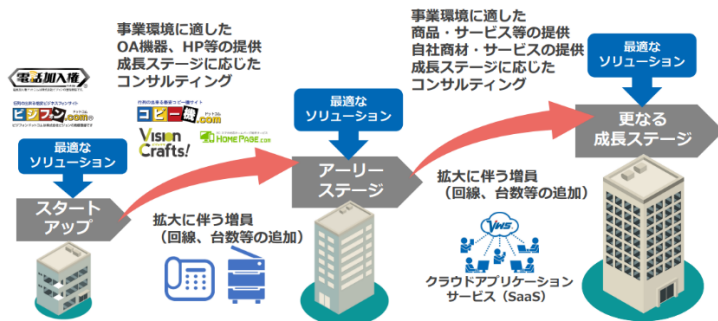 事業環境に適した
OA機器、HP等の提供
成長ステージに応じた
コンサルティング
事業環境に適した
商品・サービス等の提供
自社商材・サービスの提供
成長ステージに応じた
コンサルティング
最適な
ソリューション
電話加入権
ビジフォン.com
コピー機.com
Vision
Crafts!
HOMEPAGE.com
最適な
ソリューション
最適な
ソリューション
スタート
アップ
アーリー
ステージ
更なる
成長ステージ
拡大に伴う増員
(回線、台数等の追加)
拡大に伴う増員
(回線、台数等の追加)
VWS
クラウドアプリケーション
サービス(SaaS)